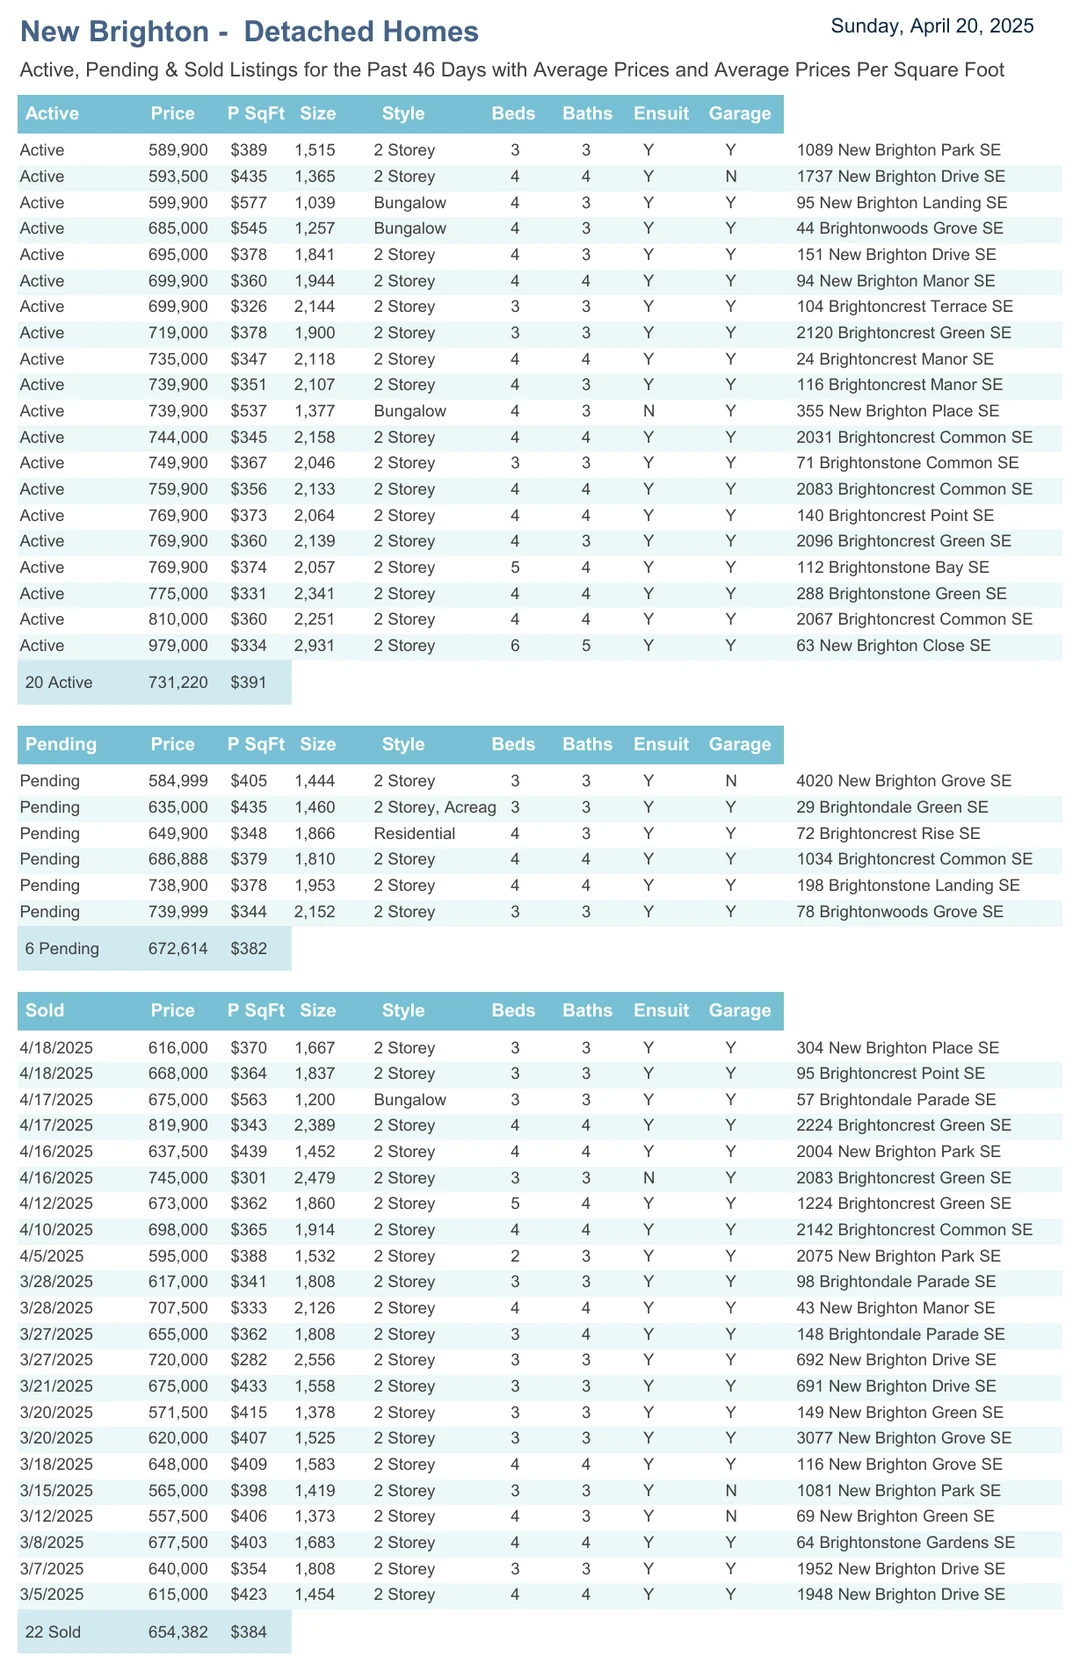 New Brighton -  Detached Homes
Sunday, April 20, 2025
Active, Pending & Sold Listings for the Past 46 Days with Average Prices and Average Prices Per Square Foot
Active Price P SqFt Size Style Beds Baths Ensuit Garage
Active 589,900 $389 1,515 2 Storey 3 3 Y Y 1089 New Brighton Park SE
Active 593,500 $435 1,365 2 Storey 4 4 Y N 1737 New Brighton Drive SE
Active 599,900 $577 1,039 Bungalow 4 3 Y Y 95 New Brighton Landing SE
Active 685,000 $545 1,257 Bungalow 4 3 Y Y 44 Brightonwoods Grove SE
Active 695,000 $378 1,841 2 Storey 4 3 Y Y 151 New Brighton Drive SE
Active 699,900 $360 1,944 2 Storey 4 4 Y Y 94 New Brighton Manor SE
Active 699,900 $326 2,144 2 Storey 3 3 Y Y 104 Brightoncrest Terrace SE
Active 719,000 $378 1,900 2 Storey 3 3 Y Y 2120 Brightoncrest Green SE
Active 735,000 $347 2,118 2 Storey 4 4 Y Y 24 Brightoncrest Manor SE
Active 739,900 $351 2,107 2 Storey 4 3 Y Y 116 Brightoncrest Manor SE
Active 739,900 $537 1,377 Bungalow 4 3 N Y 355 New Brighton Place SE
Active 744,000 $345 2,158 2 Storey 4 4 Y Y 2031 Brightoncrest Common SE
Active 749,900 $367 2,046 2 Storey 3 3 Y Y 71 Brightonstone Common SE
Active 759,900 $356 2,133 2 Storey 4 4 Y Y 2083 Brightoncrest Common SE
Active 769,900 $373 2,064 2 Storey 4 4 Y Y 140 Brightoncrest Point SE
Active 769,900 $360 2,139 2 Storey 4 3 Y Y 2096 Brightoncrest Green SE
Active 769,900 $374 2,057 2 Storey 5 4 Y Y 112 Brightonstone Bay SE
Active 775,000 $331 2,341 2 Storey 4 4 Y Y 288 Brightonstone Green SE
Active 810,000 $360 2,251 2 Storey 4 4 Y Y 2067 Brightoncrest Common SE
Active 979,000 $334 2,931 2 Storey 6 5 Y Y 63 New Brighton Close SE
20 Active 731,220 $391
Pending Price P SqFt Size Style Beds Baths Ensuit Garage
Pending 584,999 $405 1,444 2 Storey 3 3 Y N 4020 New Brighton Grove SE
Pending 635,000 $435 1,460 2 Storey, Acreag 3 3 Y Y 29 Brightondale Green SE
Pending 649,900 $348 1,866 Residential 4 3 Y Y 72 Brightoncrest Rise SE
Pending 686,888 $379 1,810 2 Storey 4 4 Y Y 1034 Brightoncrest Common SE
Pending 738,900 $378 1,953 2 Storey 4 4 Y Y 198 Brightonstone Landing SE
Pending 739,999 $344 2,152 2 Storey 3 3 Y Y 78 Brightonwoods Grove SE
6 Pending 672,614 $382
Sold Price P SqFt Size Style Beds Baths Ensuit Garage
4/18/2025 616,000 $370 1,667 2 Storey 3 3 Y Y 304 New Brighton Place SE
4/18/2025 668,000 $364 1,837 2 Storey 3 3 Y Y 95 Brightoncrest Point SE
4/17/2025 675,000 $563 1,200 Bungalow 3 3 Y Y 57 Brightondale Parade SE
4/17/2025 819,900 $343 2,389 2 Storey 4 4 Y Y 2224 Brightoncrest Green SE
4/16/2025 637,500 $439 1,452 2 Storey 4 4 Y Y 2004 New Brighton Park SE
4/16/2025 745,000 $301 2,479 2 Storey 3 3 N Y 2083 Brightoncrest Green SE
4/12/2025 673,000 $362 1,860 2 Storey 5 4 Y Y 1224 Brightoncrest Green SE
4/10/2025 698,000 $365 1,914 2 Storey 4 4 Y Y 2142 Brightoncrest Common SE
4/5/2025 595,000 $388 1,532 2 Storey 2 3 Y Y 2075 New Brighton Park SE
3/28/2025 617,000 $341 1,808 2 Storey 3 3 Y Y 98 Brightondale Parade SE
3/28/2025 707,500 $333 2,126 2 Storey 4 4 Y Y 43 New Brighton Manor SE
3/27/2025 655,000 $362 1,808 2 Storey 3 4 Y Y 148 Brightondale Parade SE
3/27/2025 720,000 $282 2,556 2 Storey 3 3 Y Y 692 New Brighton Drive SE
3/21/2025 675,000 $433 1,558 2 Storey 3 3 Y Y 691 New Brighton Drive SE
3/20/2025 571,500 $415 1,378 2 Storey 3 3 Y Y 149 New Brighton Green SE
3/20/2025 620,000 $407 1,525 2 Storey 3 3 Y Y 3077 New Brighton Grove SE
3/18/2025 648,000 $409 1,583 2 Storey 4 4 Y Y 116 New Brighton Grove SE
3/15/2025 565,000 $398 1,419 2 Storey 3 3 Y N 1081 New Brighton Park SE
3/12/2025 557,500 $406 1,373 2 Storey 4 3 Y N 69 New Brighton Green SE
3/8/2025 677,500 $403 1,683 2 Storey 4 4 Y Y 64 Brightonstone Gardens SE
3/7/2025 640,000 $354 1,808 2 Storey 3 3 Y Y 1952 New Brighton Drive SE
3/5/2025 615,000 $423 1,454 2 Storey 4 4 Y Y 1948 New Brighton Drive SE
22 Sold 654,382 $384